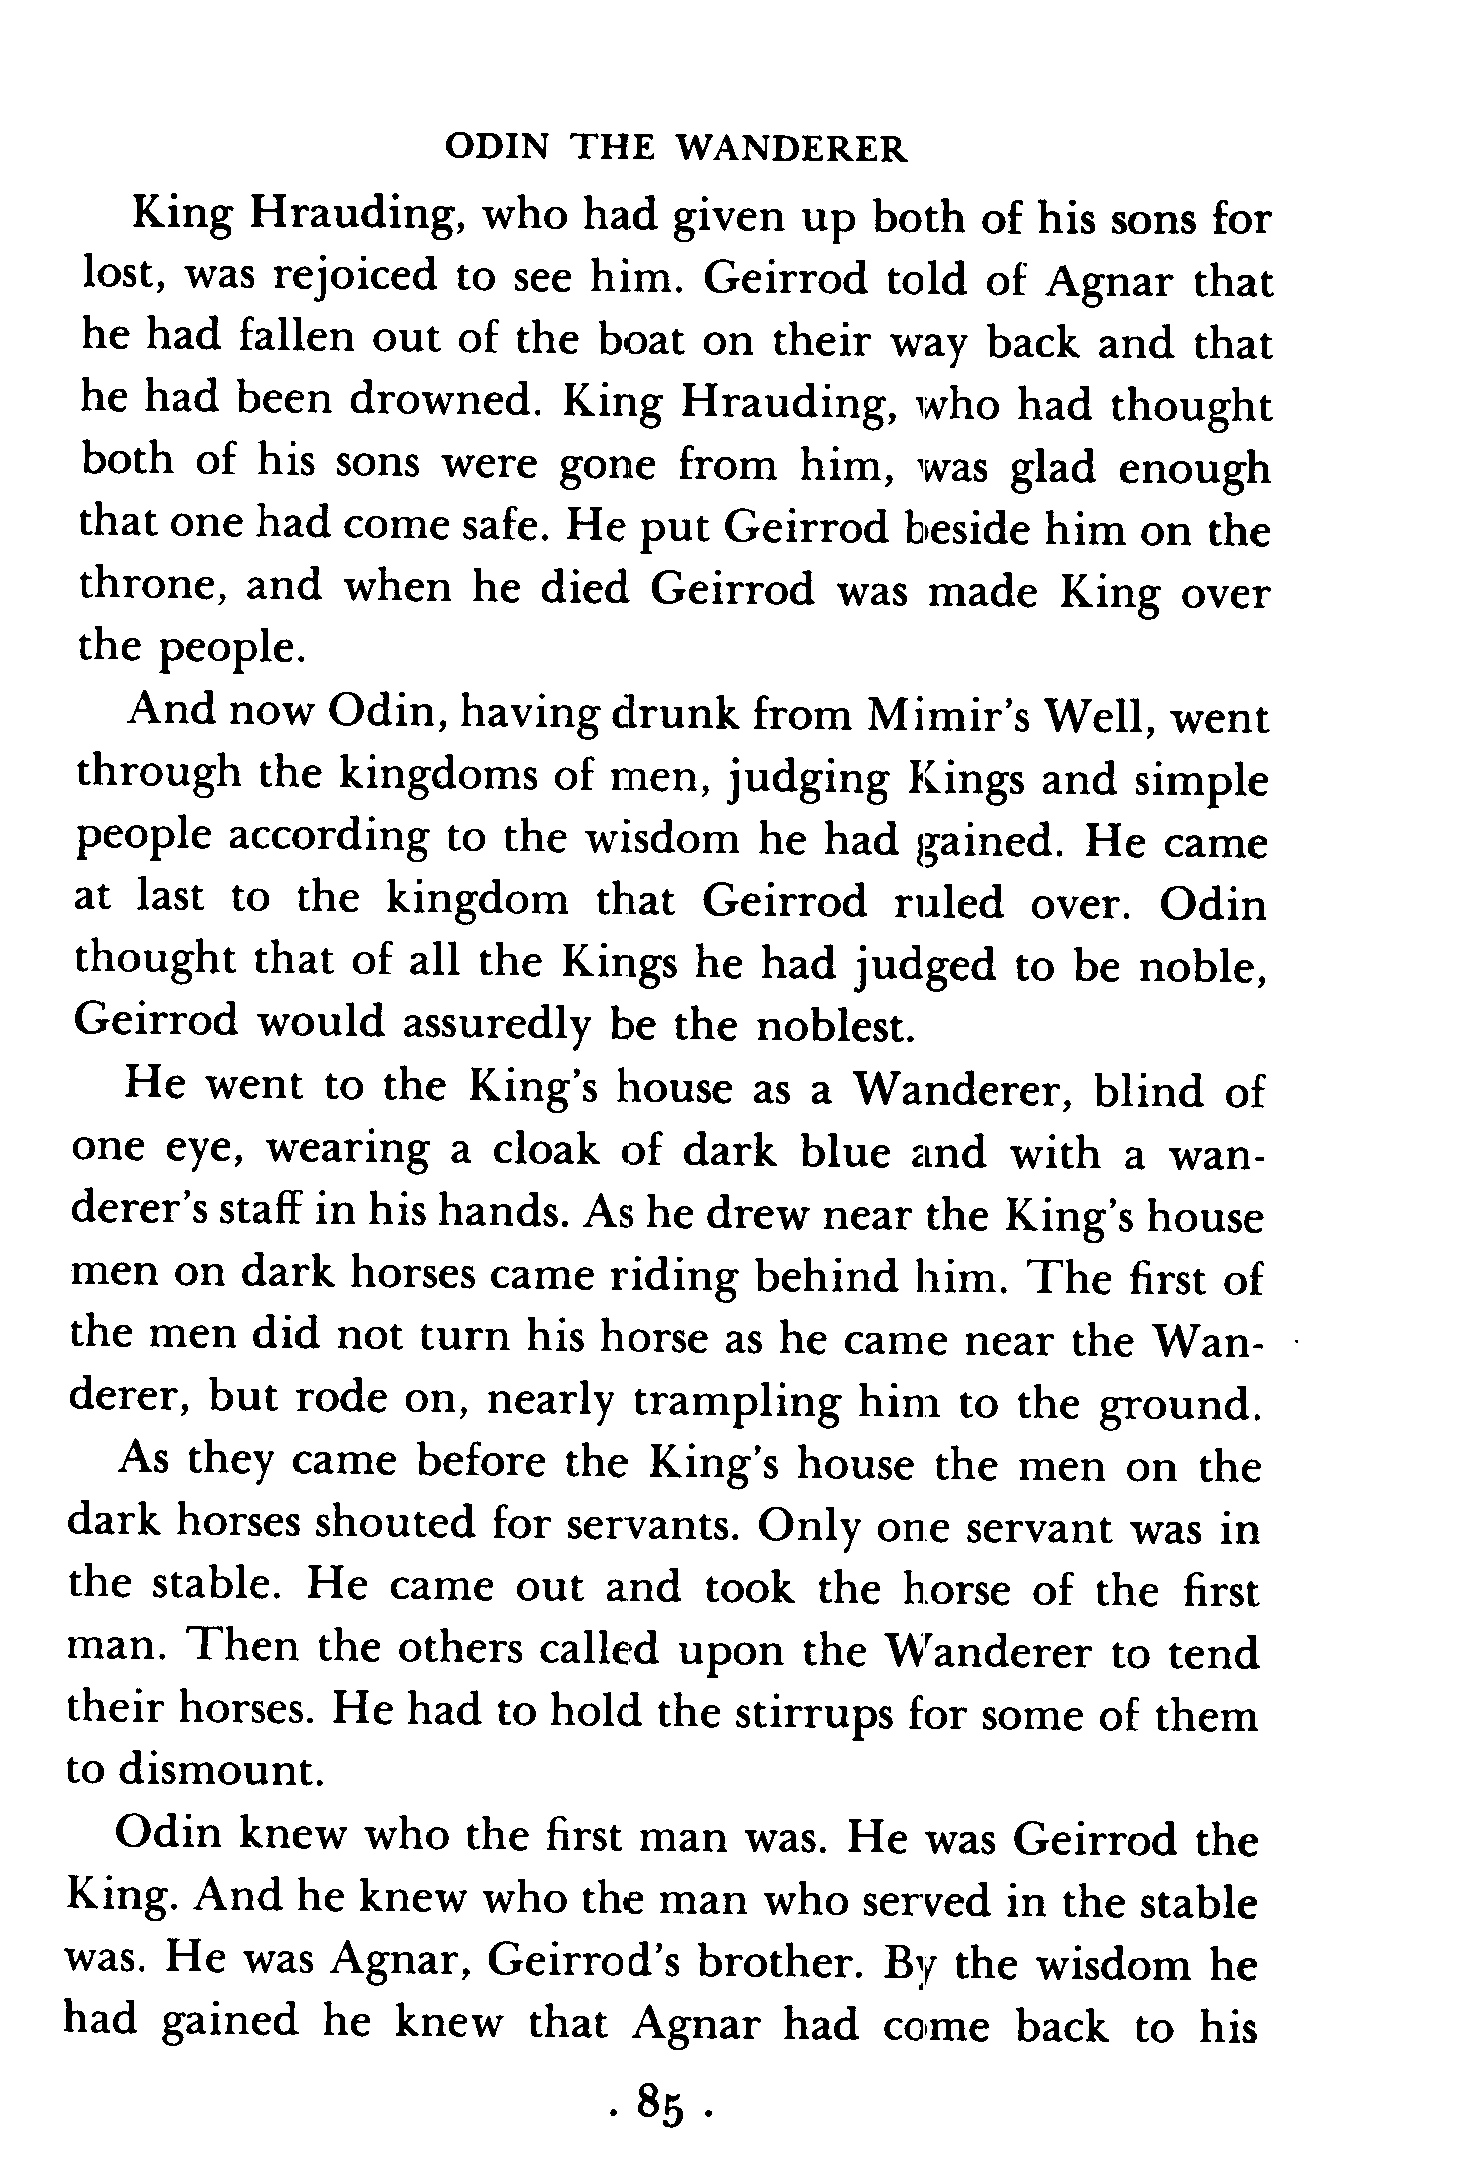 ODIN THE WANDERER
King Hrauding, who had given up both of his sons for
lost, was rejoiced to see him. Geirrod told of Agnar that
he had fallen out of the boat on their way back and that
he had been drowned. King Hrauding, who had thought
both of his sons were gone from him, was glad enough
that one had come safe. He put Geirrod beside him on the
throne, and when he died Geirrod was made King over
the people.
And now Odin, having drunk from Mimir's Well, went
through the kingdoms of men, judging Kings and simple
people according to the wisdom he had gained. He came
at last to the kingdom that Geirrod ruled over. Odin
thought that of all the Kings he had judged to be noble,
Geirrod would assuredly be the noblest.
He went to the King's house as a Wanderer, blind of
one eye, wearing a cloak of dark blue and with a wan-
derer's staff in his hands. As he drew near the King's house
men on dark horses came riding behind him. The first of
the men did not turn his horse as he came near the Wan-
derer, but rode on, nearly trampling him to the ground.
As they came before the King's house the men on the
dark horses shouted for servants. Only one servant was in
the stable. He came out and took the horse of the first
man. Then the others called upon the Wanderer to tend
their horses. He had to hold the stirrups for some of them
to dismount.
Odin knew who the first man was. He was Geirrod the
King. And he knew who the man who served in the stable
was. He was Agnar, Geirrod's brother. By the wisdom he
had gained he knew that Agnar had come back to his
. 85 .